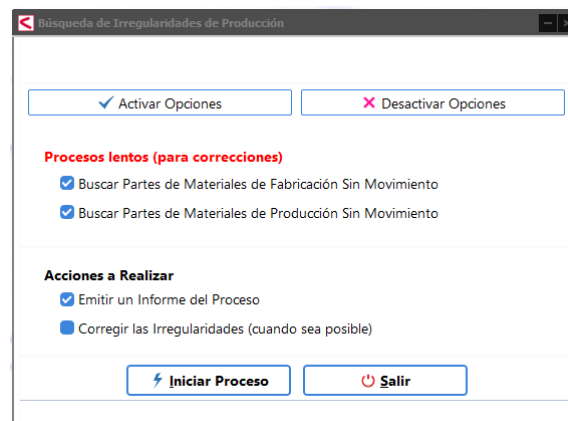 Búsqueda de Irregularidades de Producción
Activar Opciones
Desactivar Opciones
Procesos lentos (para correcciones)
Buscar Partes de Materiales de Fabricación Sin Movimiento
Buscar Partes de Materiales de Producción Sin Movimiento
Acciones a Realizar
Emitir un Informe del Proceso
Corregir las Irregularidades (cuando sea posible)
Iniciar Proceso
Salir